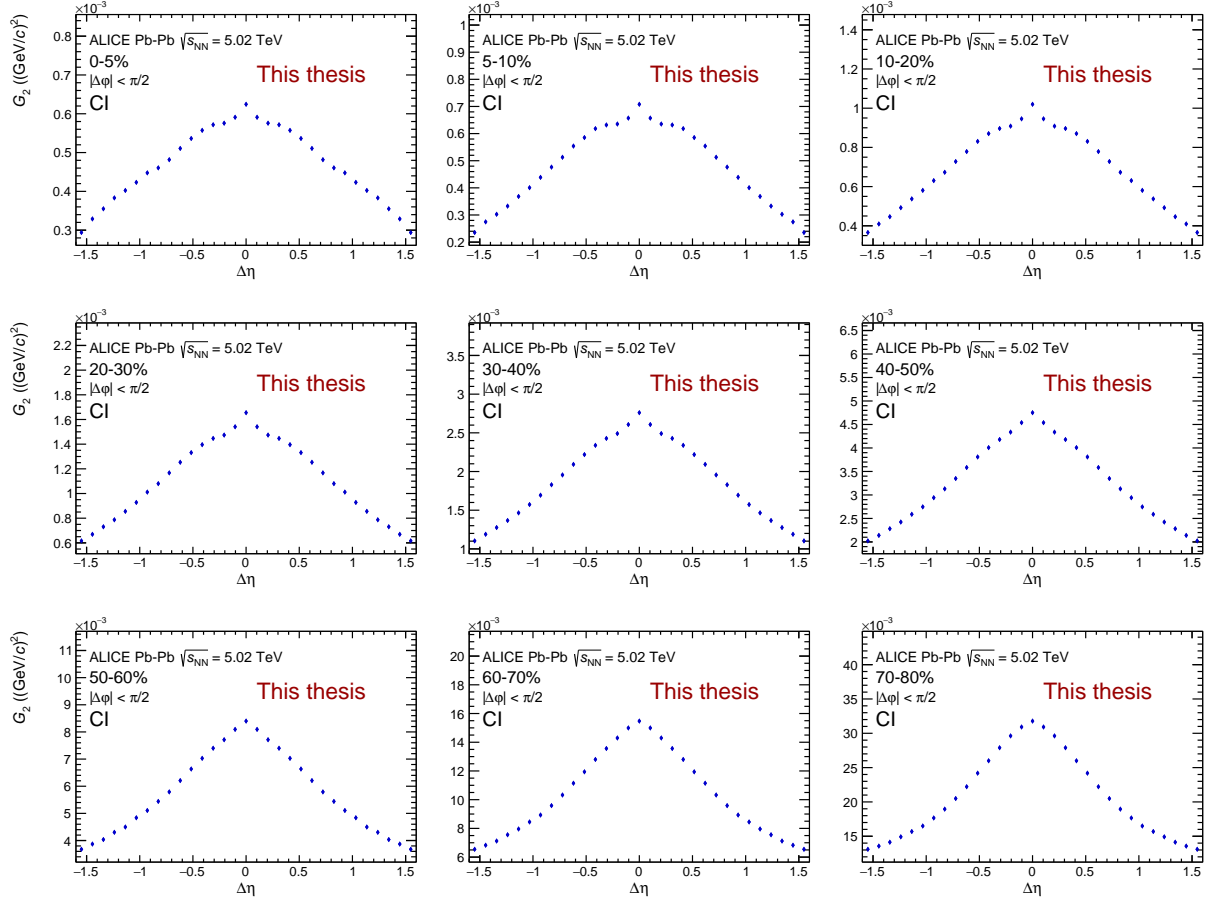 ×10⁻³
G₂ ((GeV/c)²)
ALICE Pb-Pb √sNN = 5.02 TeV
0-5%
This thesis
|Δφ| < π/2
CI
0.8
0.7
0.6
0.5
0.4
0.3
−1.5 −1 −0.5 0 0.5 1 1.5
Δη
×10⁻³
ALICE Pb-Pb √sNN = 5.02 TeV
5-10%
This thesis
|Δφ| < π/2
CI
1
0.9
0.8
0.7
0.6
0.5
0.4
0.3
0.2
−1.5 −1 −0.5 0 0.5 1 1.5
Δη
×10⁻³
ALICE Pb-Pb √sNN = 5.02 TeV
10-20%
This thesis
|Δφ| < π/2
CI
1.4
1.2
1
0.8
0.6
0.4
−1.5 −1 −0.5 0 0.5 1 1.5
Δη
×10⁻³
G₂ ((GeV/c)²)
ALICE Pb-Pb √sNN = 5.02 TeV
20-30%
This thesis
|Δφ| < π/2
CI
2.2
2
1.8
1.6
1.4
1.2
1
0.8
0.6
−1.5 −1 −0.5 0 0.5 1 1.5
Δη
×10⁻³
ALICE Pb-Pb √sNN = 5.02 TeV
30-40%
This thesis
|Δφ| < π/2
CI
3.5
3
2.5
2
1.5
1
−1.5 −1 −0.5 0 0.5 1 1.5
Δη
×10⁻³
ALICE Pb-Pb √sNN = 5.02 TeV
40-50%
This thesis
|Δφ| < π/2
CI
6.5
6
5.5
5
4.5
4
3.5
3
2.5
2
−1.5 −1 −0.5 0 0.5 1 1.5
Δη
×10⁻³
G₂ ((GeV/c)²)
ALICE Pb-Pb √sNN = 5.02 TeV
50-60%
This thesis
|Δφ| < π/2
CI
11
10
9
8
7
6
5
4
−1.5 −1 −0.5 0 0.5 1 1.5
Δη
×10⁻³
ALICE Pb-Pb √sNN = 5.02 TeV
60-70%
This thesis
|Δφ| < π/2
CI
20
18
16
14
12
10
8
6
−1.5 −1 −0.5 0 0.5 1 1.5
Δη
×10⁻³
ALICE Pb-Pb √sNN = 5.02 TeV
70-80%
This thesis
|Δφ| < π/2
CI
40
35
30
25
20
15
−1.5 −1 −0.5 0 0.5 1 1.5
Δη